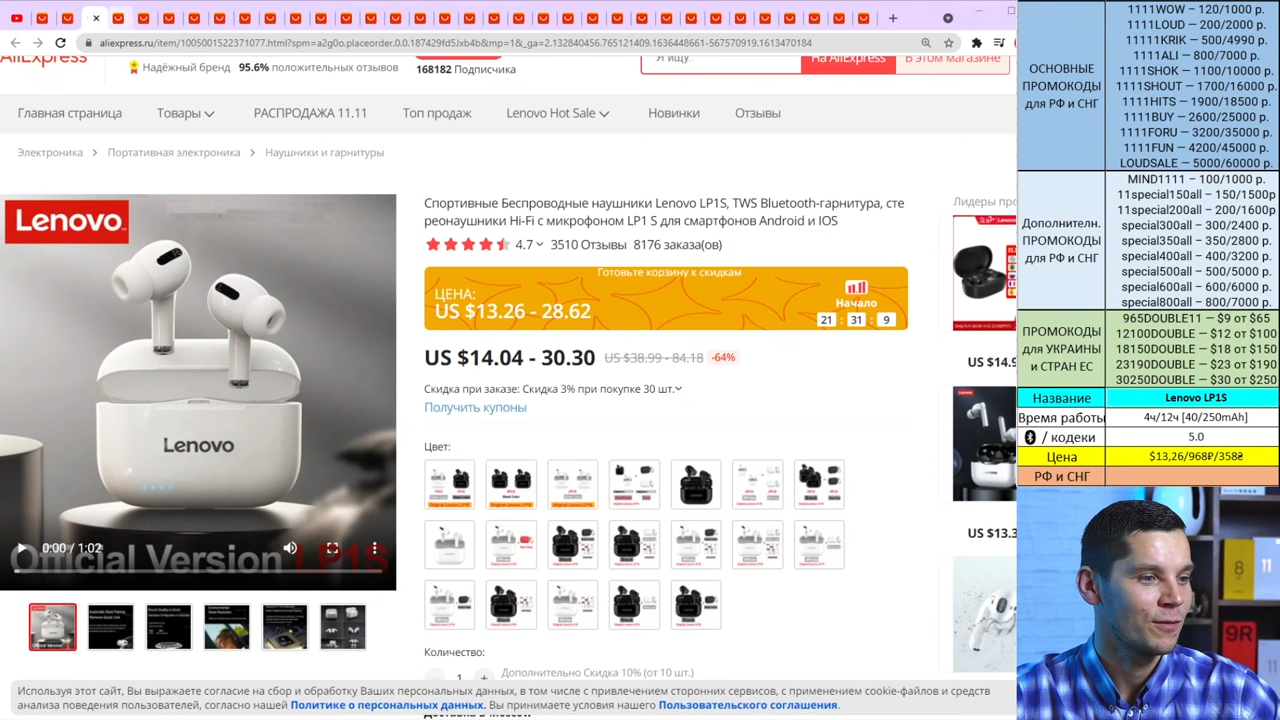 aliexpress.ru/item/1005001522371077.html?spm=a2g0o.placeorder.0.0.187429fd5.lxb4b&mp=1&_ga=2.132840456.765121409.1636448661-567570919.1613470184
AliExpress
Надёжный бренд 95.6% положительных отзывов
168182 Подписчика
Я ищу...
На AliExpress
В этом магазине
Главная страница
Товары
РАСПРОДАЖА 11.11
Топ продаж
Lenovo Hot Sale
Новинки
Отзывы
Электроника > Портативная электроника > Наушники и гарнитуры
Lenovo
Lenovo
Official Version LP1S
0:00 / 1:02
Спортивные Беспроводные наушники Lenovo LP1S, TWS Bluetooth-гарнитура, сте
реонаушники Hi-Fi с микрофоном LP1 S для смартфонов Android и IOS
4.7 3510 Отзывы 8176 заказа(ов)
Готовьте корзину к скидкам
ЦЕНА:
US $13.26 - 28.62
11.11
Начало
21 : 31 : 9
US $14.04 - 30.30 US $38.99 - 84.18 -64%
Скидка при заказе: Скидка 3% при покупке 30 шт.
Получить купоны
Цвет:
Количество:
1
Дополнительно Скидка 10% (от 10 шт.)
Доставка в Moscow
Лидеры про
US $14.9
US $13.3
Используя этот сайт, Вы выражаете согласие на сбор и обработку Ваших персональных данных, в том числе с привлечением сторонних сервисов, с применением cookie-файлов и средств
анализа поведения пользователей, согласно нашей Политике о персональных данных. Вы принимаете условия нашего Пользовательского соглашения.
ОСНОВНЫЕ
ПРОМОКОДЫ
для РФ и СНГ
1111WOW – 120/1000 р.
1111LOUD – 200/2000 р.
11111KRIK – 500/4990 р.
1111ALI – 800/7000 р.
1111SHOK – 1100/10000 р.
1111SHOUT – 1700/16000 р.
1111HITS – 1900/18500 р.
1111BUY – 2600/25000 р.
1111FORU – 3200/35000 р.
1111FUN – 4200/45000 р.
LOUDSALE – 5000/60000 р.
Дополнительн.
ПРОМОКОДЫ
для РФ и СНГ
MIND1111 – 100/1000 р.
11special150all – 150/1500р
11special200all – 200/1600р
special300all – 300/2400 р.
special350all – 350/2800 р.
special400all – 400/3200 р.
special500all – 500/5000 р.
special600all – 600/6000 р.
special800all – 800/7000 р.
ПРОМОКОДЫ
для УКРАИНЫ
и СТРАН ЕС
965DOUBLE11 — $9 от $65
12100DOUBLE — $12 от $100
18150DOUBLE — $18 от $150
23190DOUBLE — $23 от $190
30250DOUBLE — $30 от $250
Название Lenovo LP1S
Время работы 4ч/12ч [40/250mAh]
/ кодеки 5.0
Цена $13,26/968₽/358₴
РФ и СНГ
8
11
9R
11